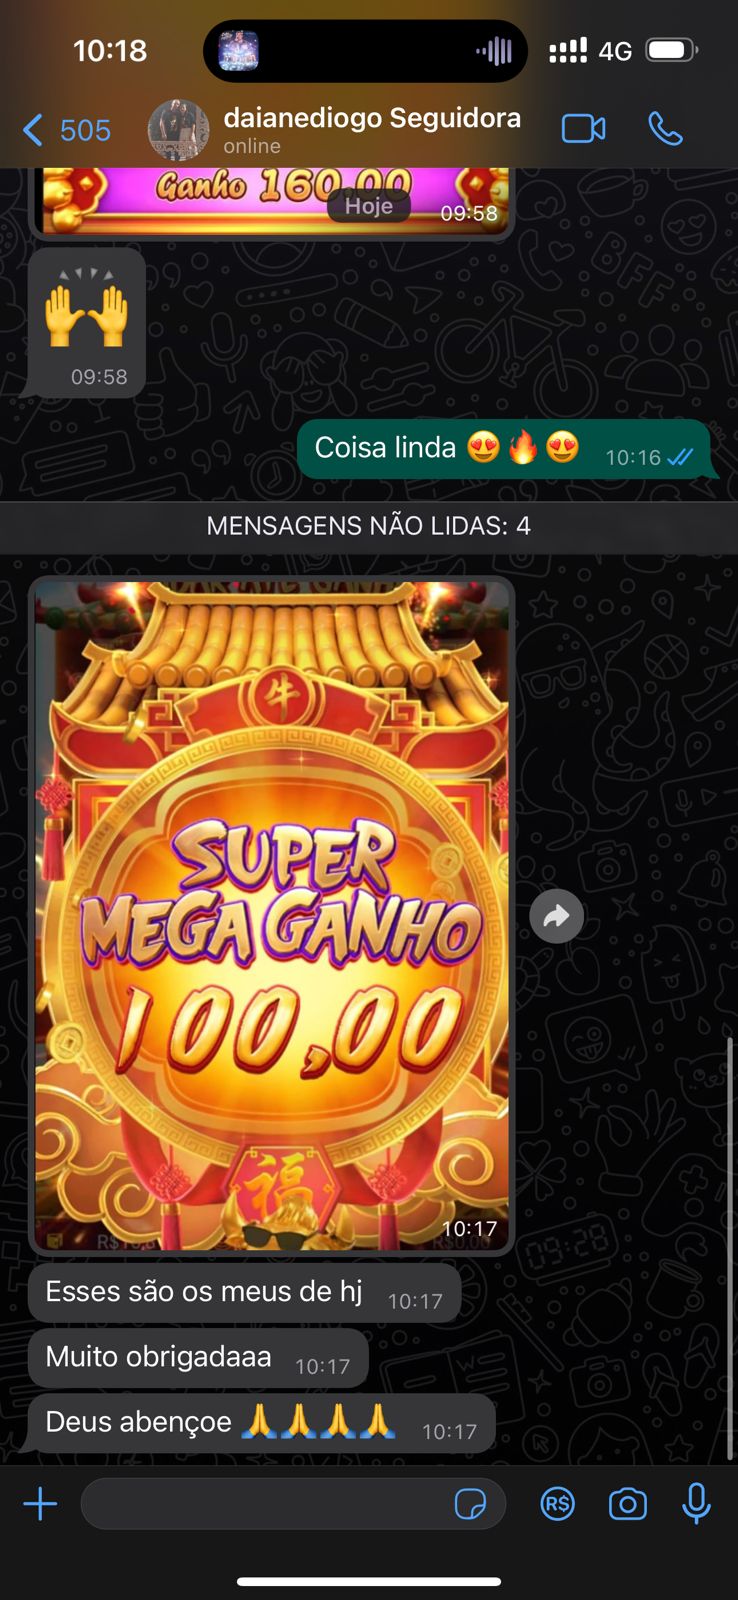 10:18
4G
505
daianediogo Seguidora
online
Ganho 160,00
Hoje
09:58
09:58
Coisa linda 😍🔥😍 10:16
MENSAGENS NÃO LIDAS: 4
牛
SUPER
MEGA GANHO
100,00
福
10:17
Esses são os meus de hj 10:17
Muito obrigadaaa 10:17
Deus abençoe 🙏🙏🙏🙏 10:17
R$